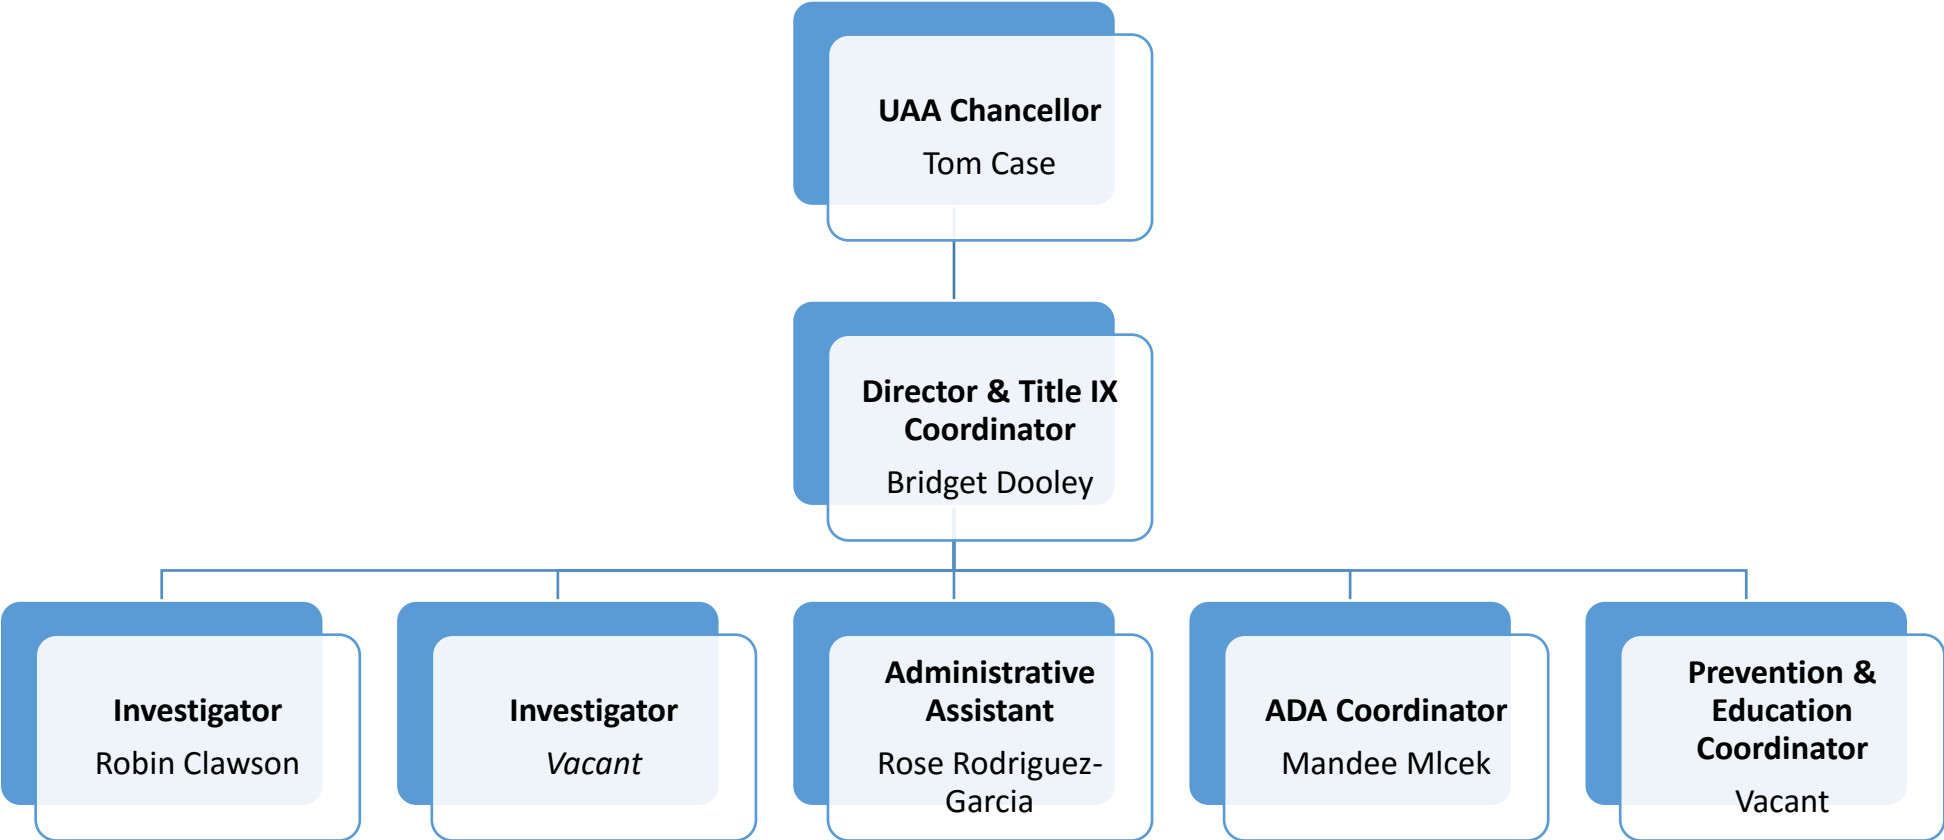 UAA Chancellor
Tom Case
Director & Title IX
Coordinator
Bridget Dooley
Investigator
Robin Clawson
Investigator
Vacant
Administrative
Assistant
Rose Rodriguez-
Garcia
ADA Coordinator
Mandee Mlcek
Prevention &
Education
Coordinator
Vacant